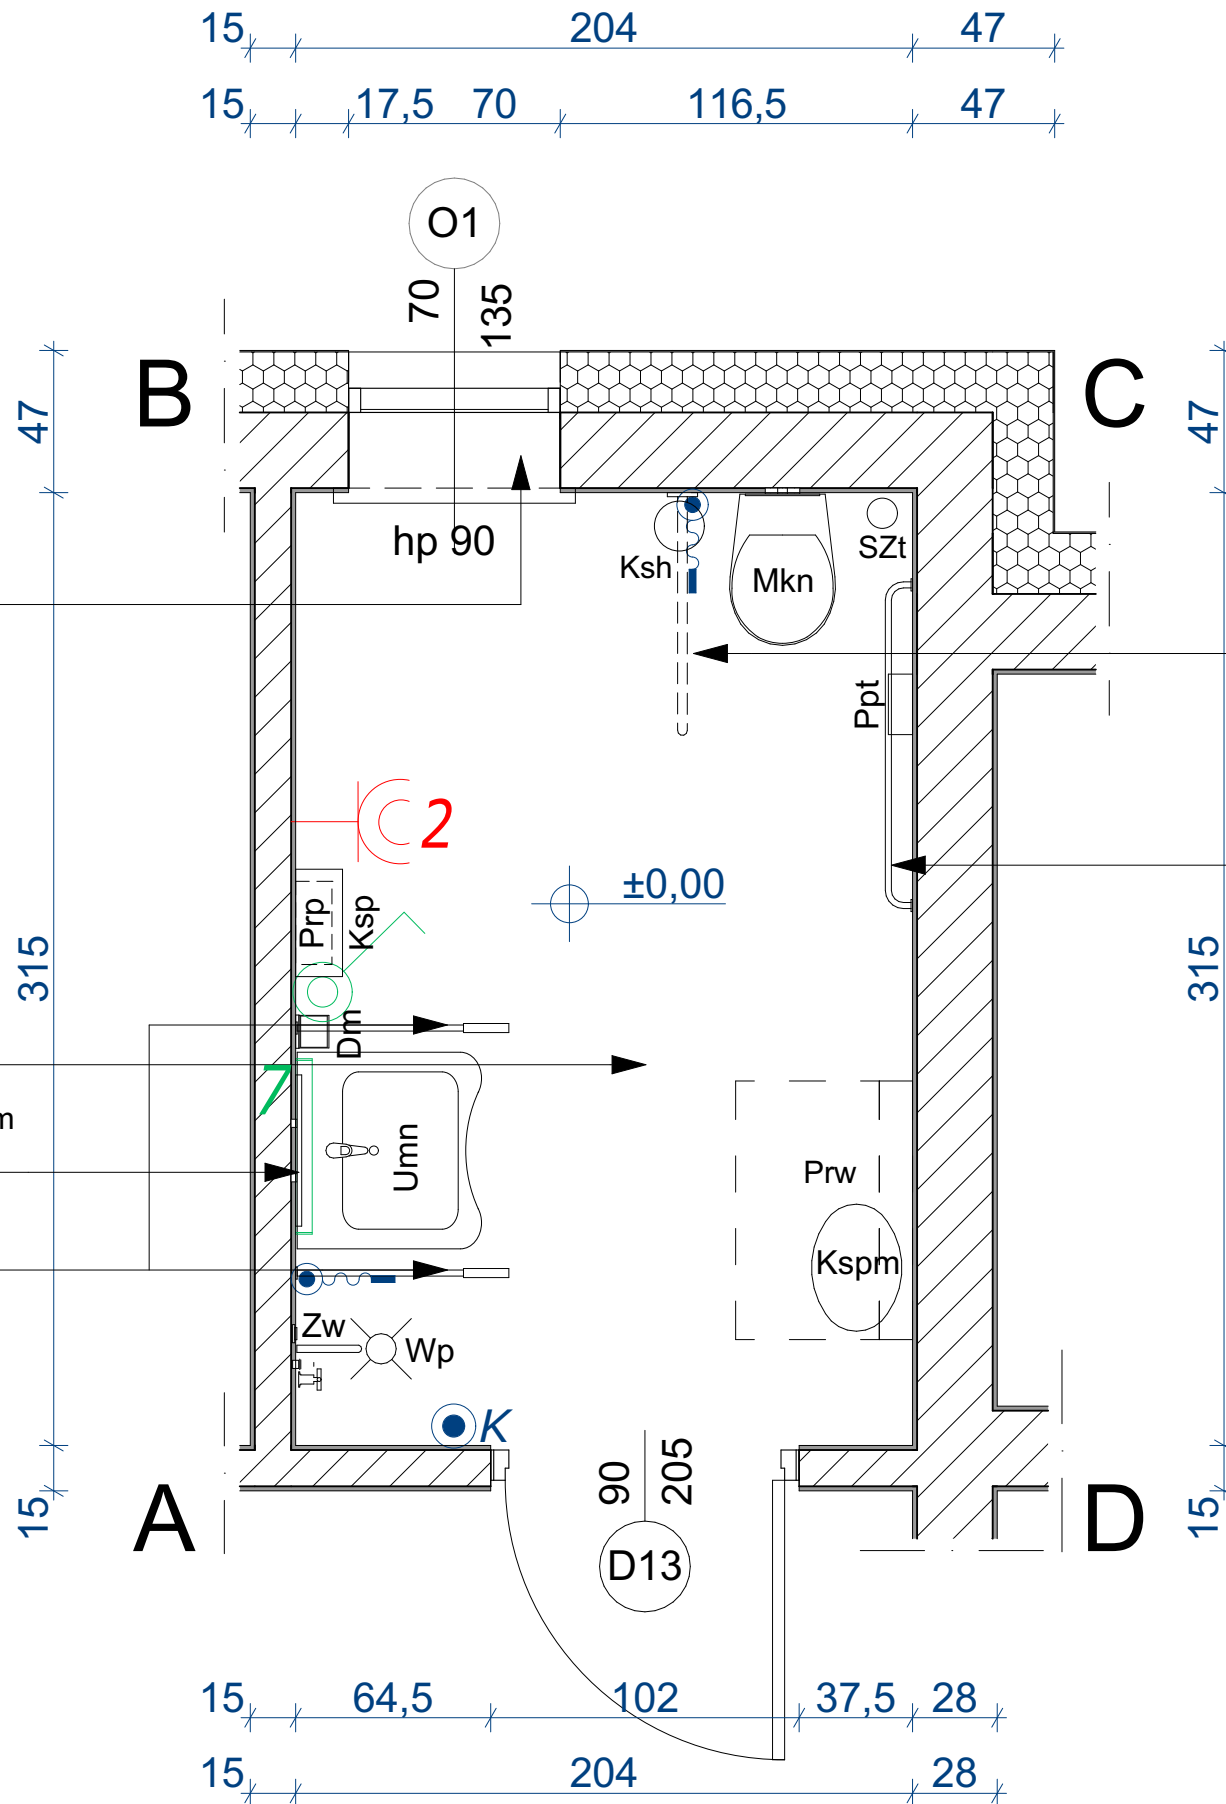 15 204 47
15 17,5 70 116,5 47
O1
70 135
B C
47 47
hp 90
Ksh Mkn SZt
Ppt
2
±0,00
Prp Ksp
315 315
Dm
7
m
Umn
Prw
Kspm
Zw Wp
K
90 205
A D
15 15
D13
15 64,5 102 37,5 28
15 204 28